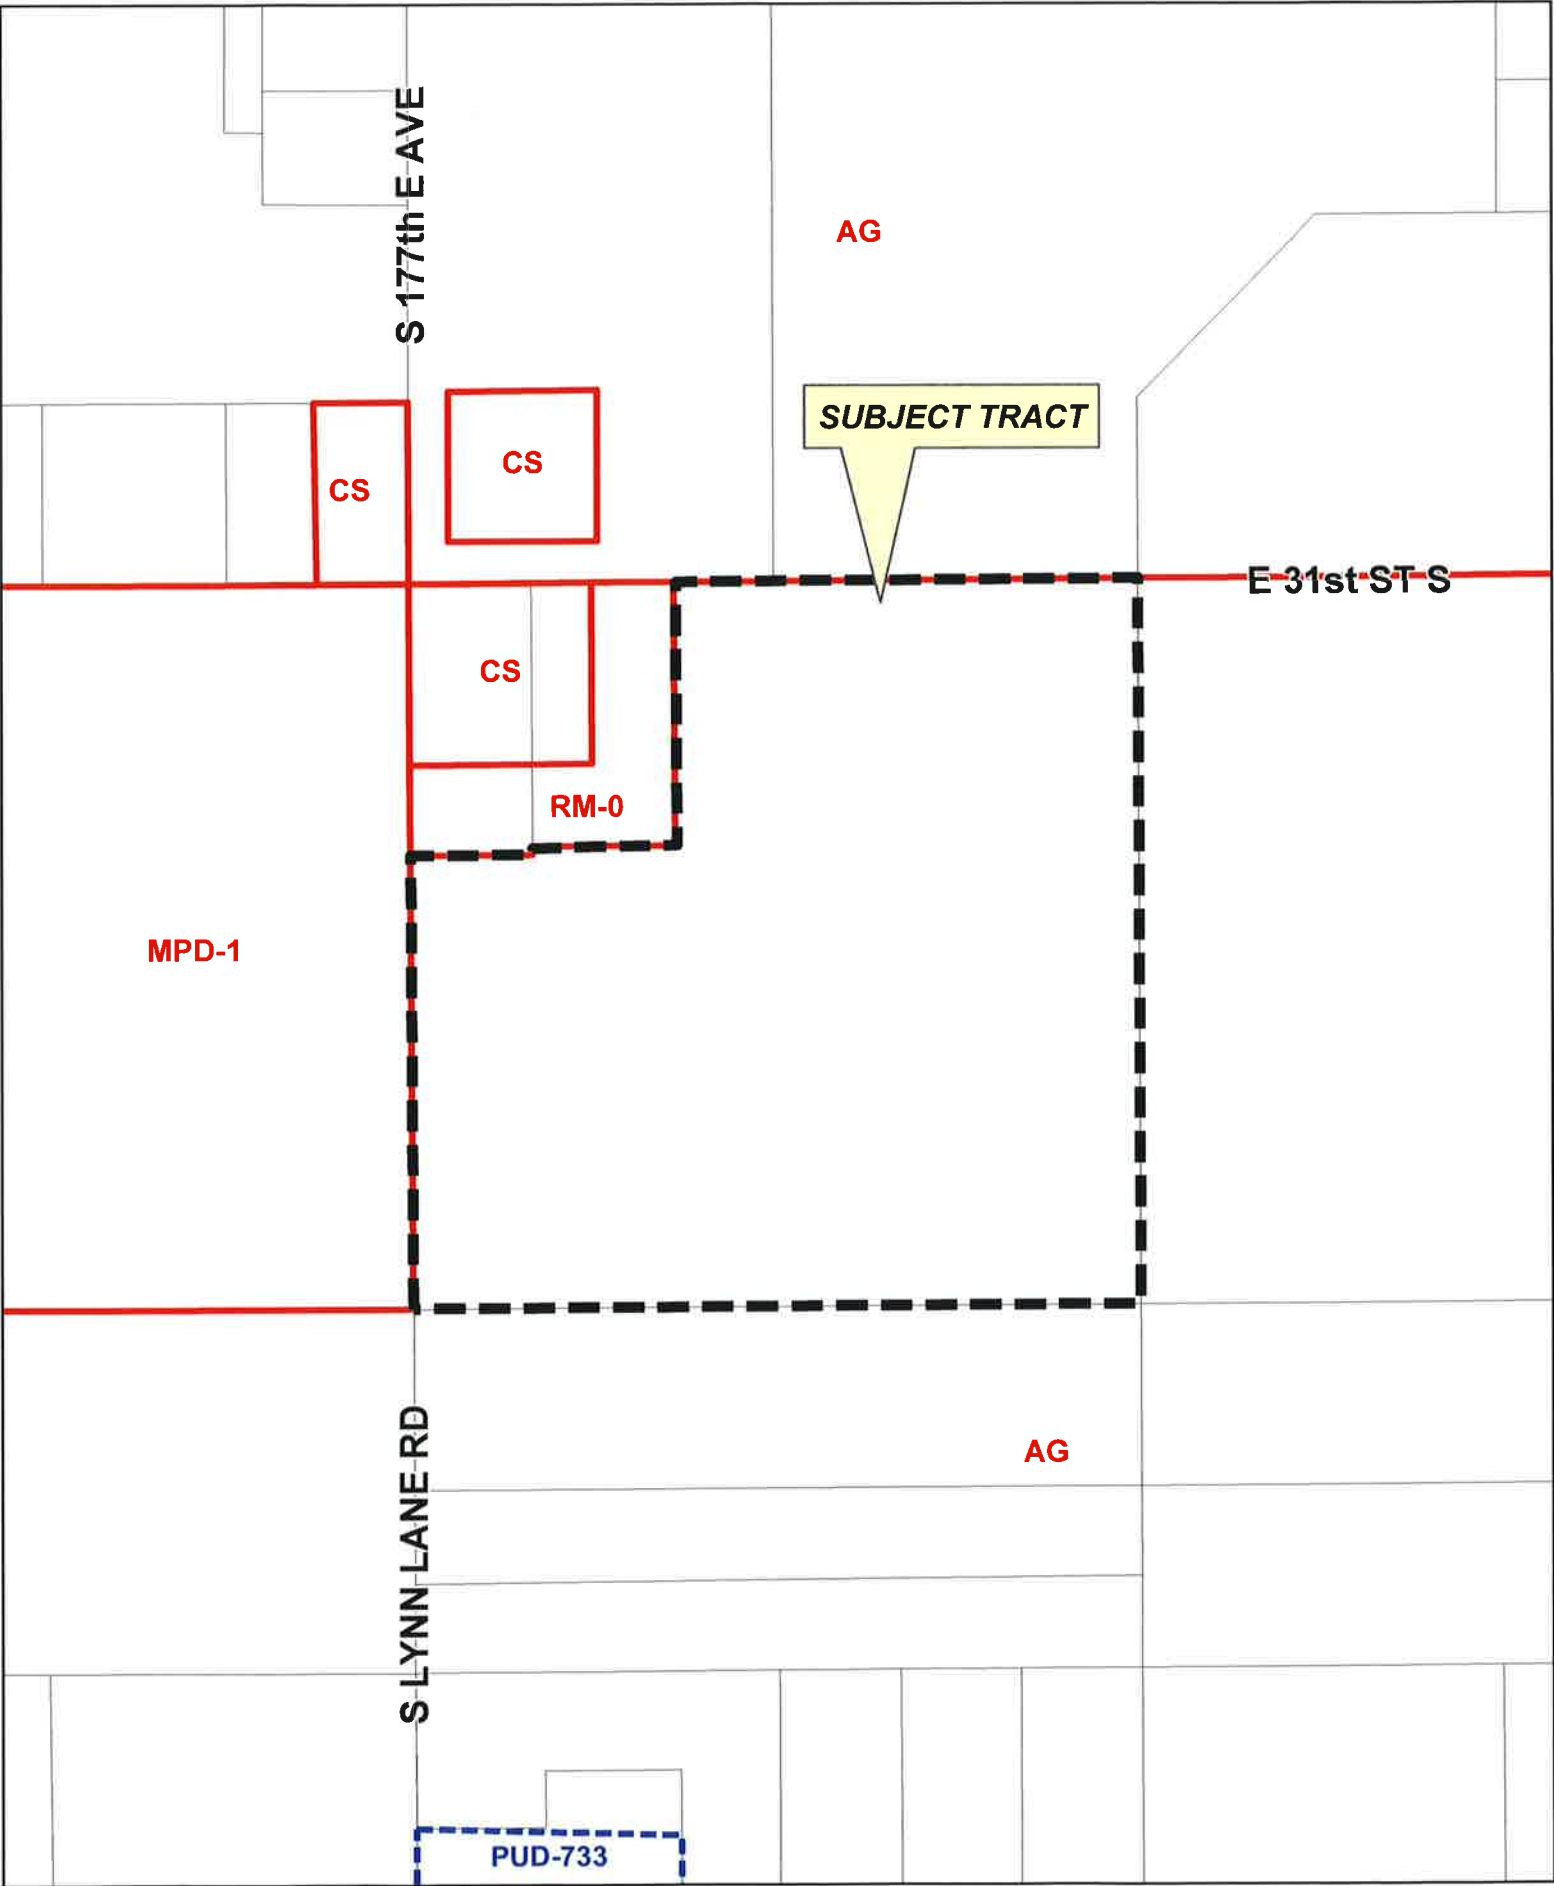 S 177th E AVE
AG
SUBJECT TRACT
CS
CS
E 31st ST S
CS
RM-0
MPD-1
S LYNN LANE RD
AG
PUD-733